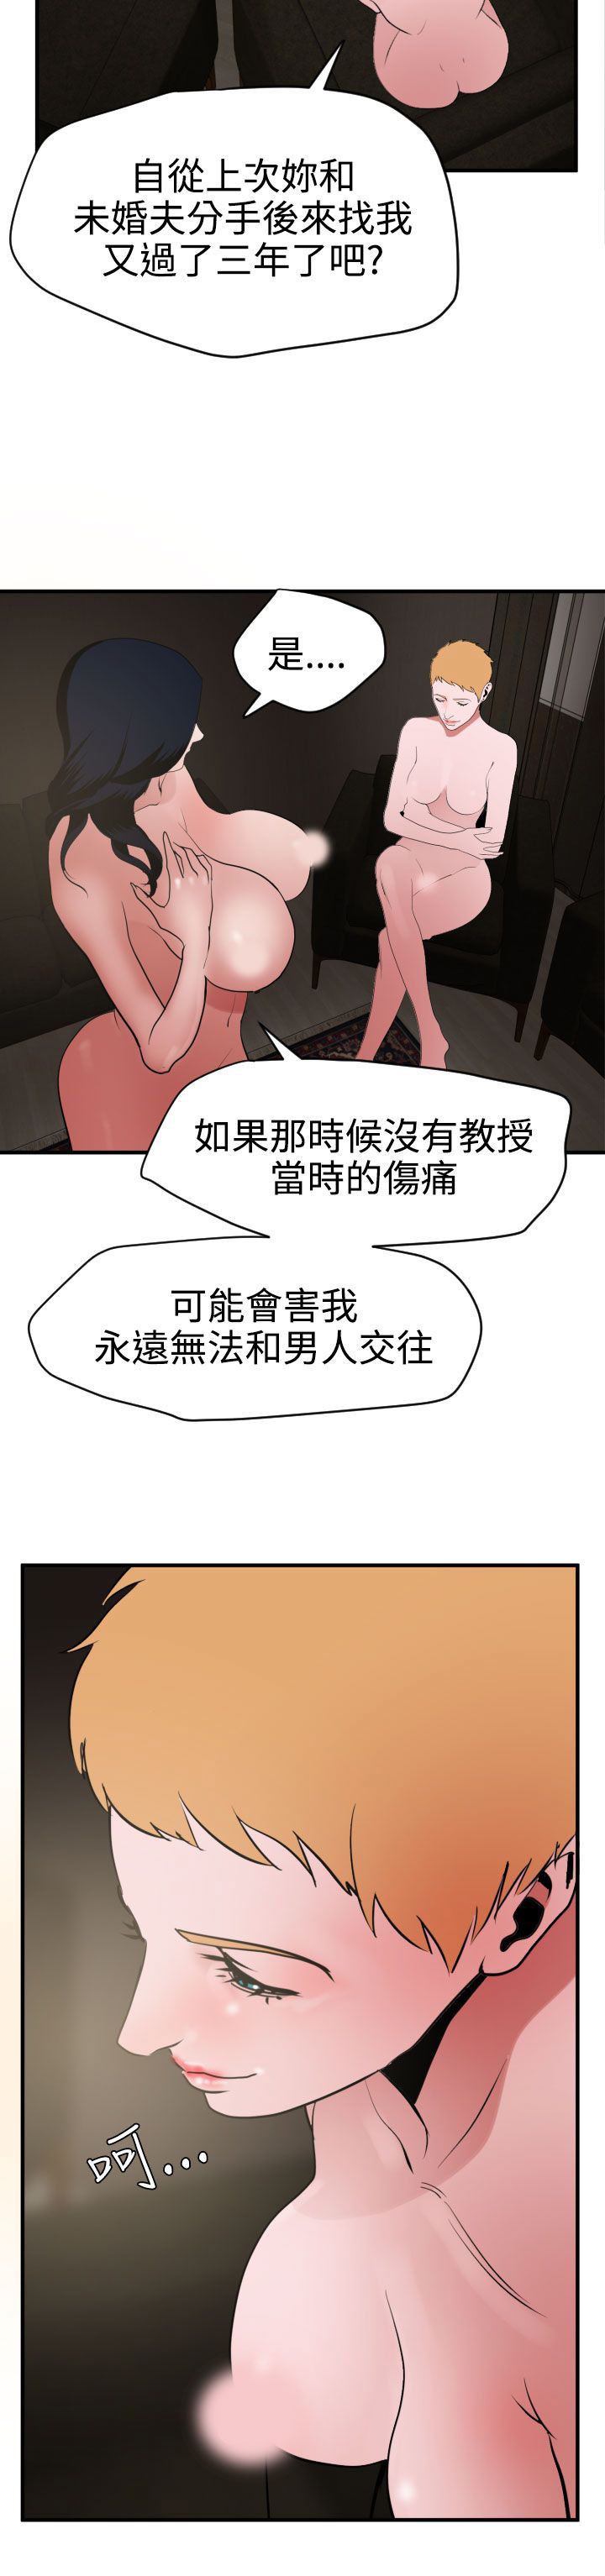 自從上次妳和
未婚夫分手後來找我
又過了三年了吧?
是....
如果那時候沒有教授
當時的傷痛
可能會害我
永遠無法和男人交往
呵...